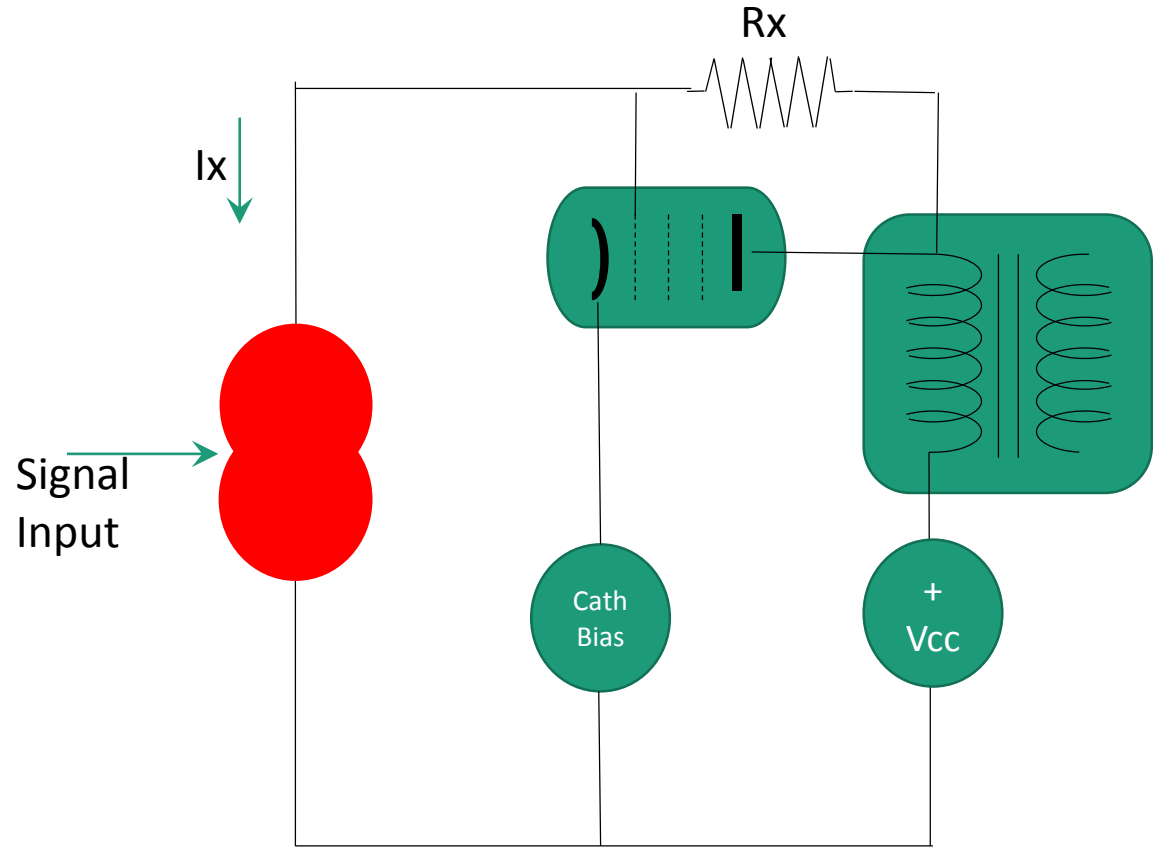 Rx
Ix
Signal
Input
Cath
Bias
+
Vcc